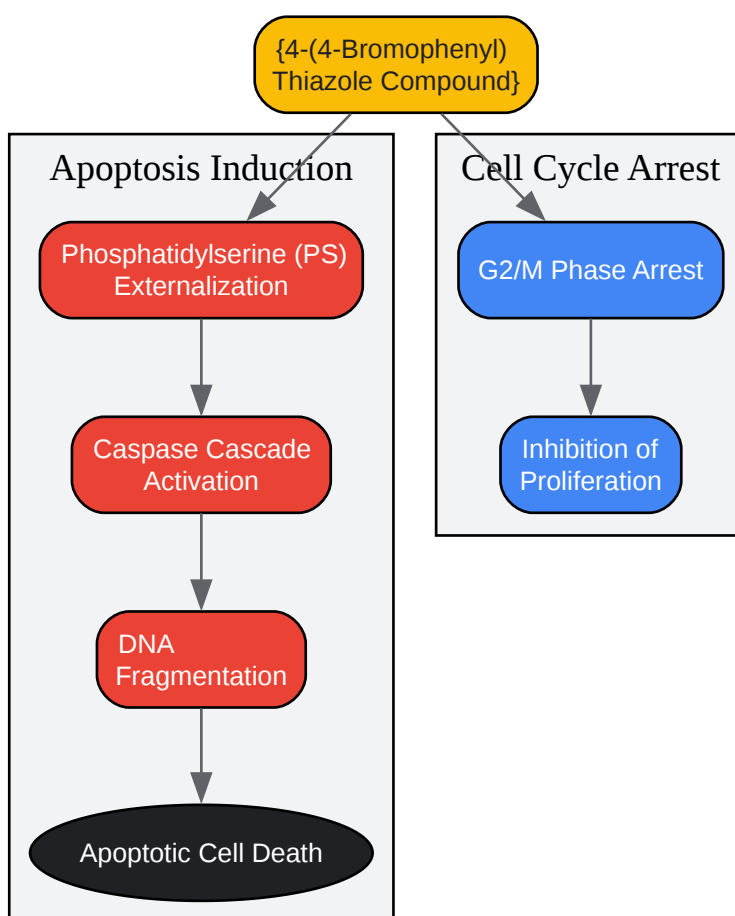 {4-(4-Bromophenyl)
Thiazole Compound}
Apoptosis Induction
Phosphatidylserine (PS)
Externalization
Caspase Cascade
Activation
DNA
Fragmentation
Apoptotic Cell Death
Cell Cycle Arrest
G2/M Phase Arrest
Inhibition of
Proliferation